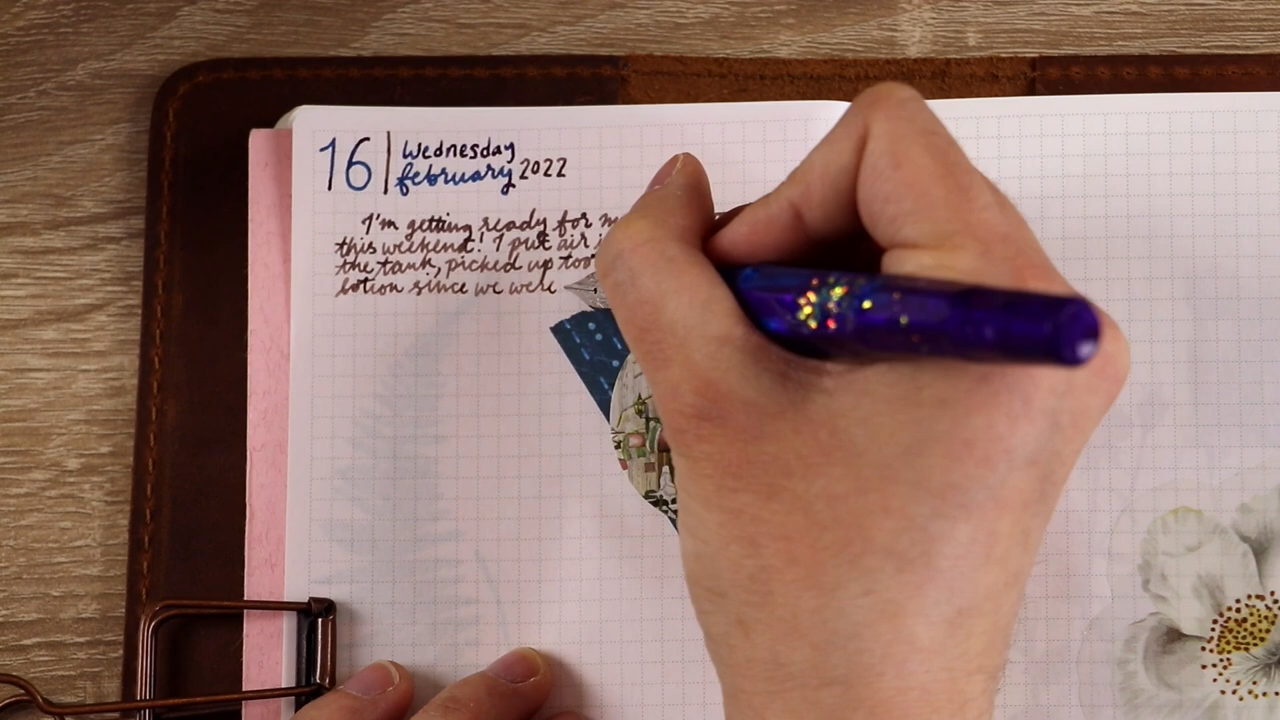 16 Wednesday
february 2022
I'm getting ready for
this weekend! I put air
the tank, picked up
lotion since we were